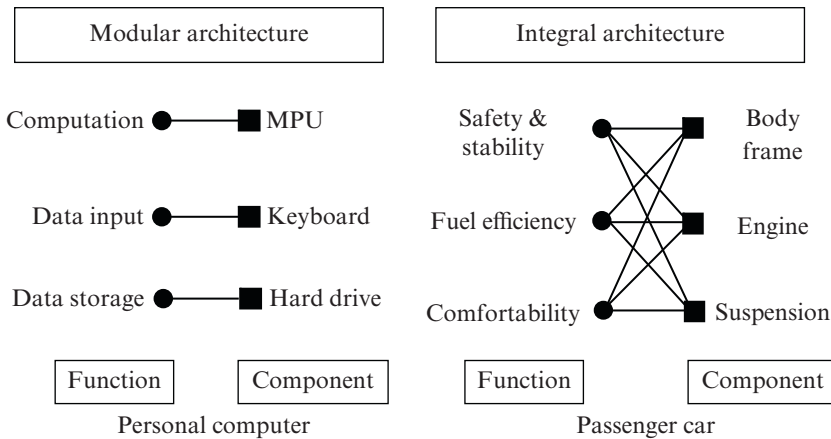 Modular architecture
Computation
MPU
Data input
Keyboard
Data storage
Hard drive
Function
Component
Personal computer
Integral architecture
Safety &
stability
Body
frame
Fuel efficiency
Engine
Comfortability
Suspension
Function
Component
Passenger car